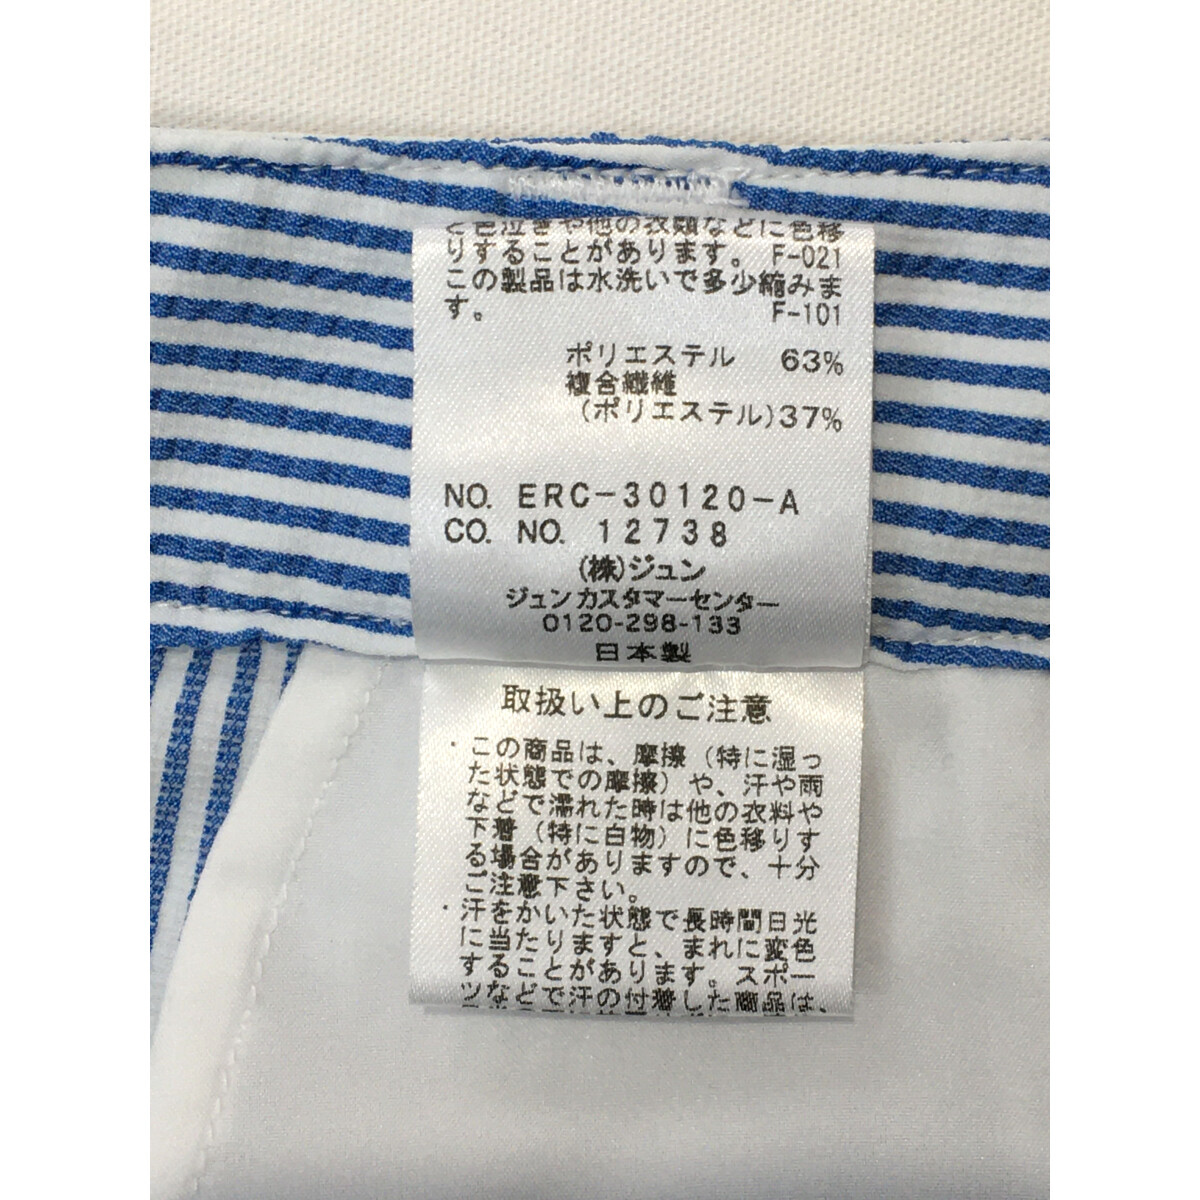 と色泣きや他の衣類などに色移
りすることがあります。 F-021
この製品は水洗いで多少縮みま
す。 F-101
ポリエステル 63%
複合繊維
(ポリエステル)37%
NO. ERC-30120-A
CO. NO. 12738
(株)ジュン
ジュンカスタマーセンター
0120-298-133
日本製
取扱い上のご注意
・この商品は、摩擦(特に湿っ
た状態での摩擦)や、汗や雨
などで濡れた時は他の衣料や
下着(特に白物)に色移りす
る場合がありますので、十分
ご注意下さい。
・汗をかいた状態で長時間日光
に当たりますと、まれに変色
することがあります。スポー
ツなどで汗の付着した商品は、